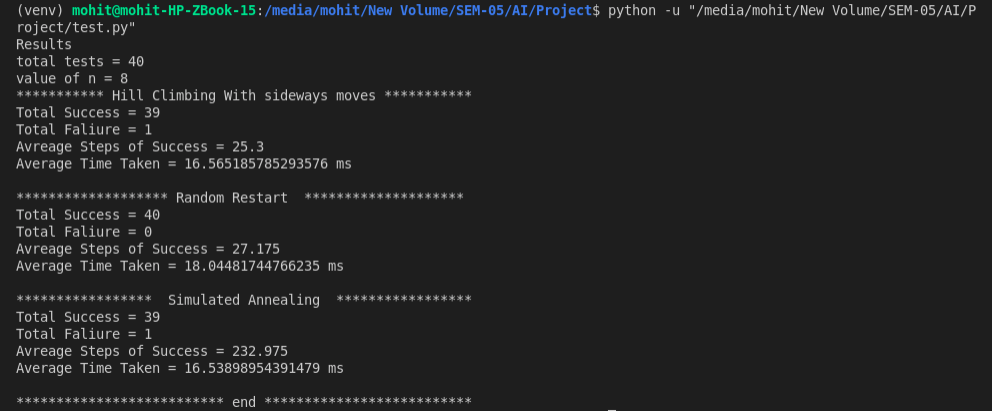 (venv) mohit@mohit-HP-ZBook-15:/media/mohit/New Volume/SEM-05/AI/Project$ python -u "/media/mohit/New Volume/SEM-05/AI/P
roject/test.py"
Results
total tests = 40
value of n = 8
*********** Hill Climbing With sideways moves ***********
Total Success = 39
Total Faliure = 1
Avreage Steps of Success = 25.3
Average Time Taken = 16.565185785293576 ms
******************* Random Restart  ********************
Total Success = 40
Total Faliure = 0
Avreage Steps of Success = 27.175
Average Time Taken = 18.04481744766235 ms
*****************  Simulated Annealing  *****************
Total Success = 39
Total Faliure = 1
Avreage Steps of Success = 232.975
Average Time Taken = 16.53898954391479 ms
************************** end **************************